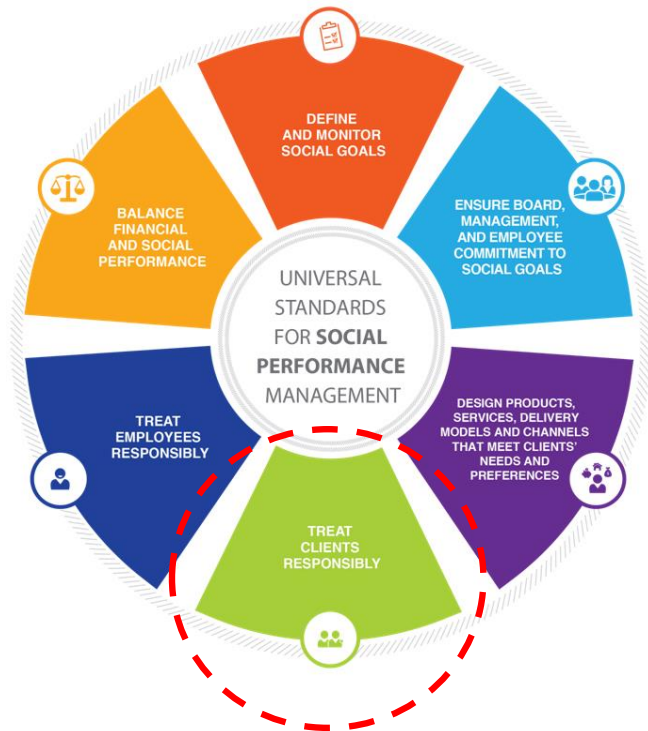 DEFINE
AND MONITOR
SOCIAL GOALS
ENSURE BOARD,
MANAGEMENT,
AND EMPLOYEE
COMMITMENT TO
SOCIAL GOALS
DESIGN PRODUCTS,
SERVICES, DELIVERY
MODELS AND CHANNELS
THAT MEET CLIENTS'
NEEDS AND
PREFERENCES
TREAT
CLIENTS
RESPONSIBLY
TREAT
EMPLOYEES
RESPONSIBLY
BALANCE
FINANCIAL
AND SOCIAL
PERFORMANCE
UNIVERSAL
STANDARDS
FOR SOCIAL
PERFORMANCE
MANAGEMENT